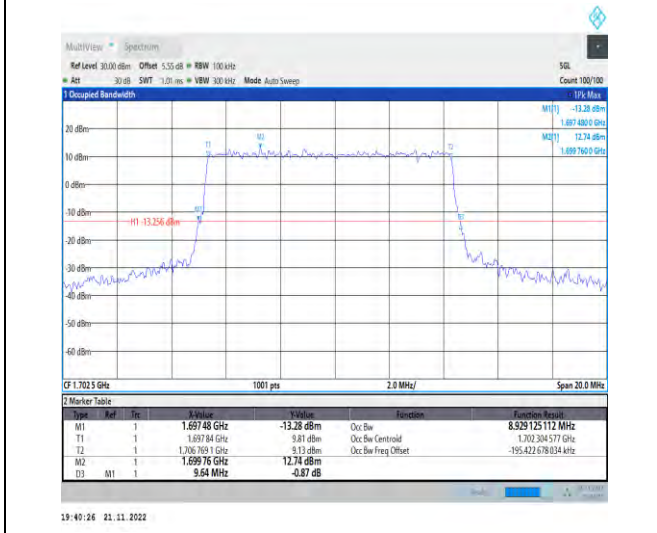 MultiView Spectrum
Ref Level 30.00 dBm Offset 5.55 dB RBW 100 kHz SGL
Att 30 dB SWT 1.01 ms VBW 300 kHz Mode Auto Sweep Count 100/100
1 Occupied Bandwidth 1Pk Max
M1[1] -13.28 dBm
1.697 480 0 GHz
M2[1] 12.74 dBm
1.699 760 0 GHz
20 dBm
T1 M2 T2
10 dBm
0 dBm
-10 dBm
H1 -13.256 dBm
-20 dBm
-30 dBm
-40 dBm
-50 dBm
-60 dBm
CF 1.702 5 GHz 1001 pts 2.0 MHz/ Span 20.0 MHz
2 Marker Table
Type Ref Trc X-Value Y-Value Function Function Result
M1 1 1.697 48 GHz -13.28 dBm Occ Bw 8.929 125 112 MHz
T1 1 1.697 84 GHz 9.81 dBm Occ Bw Centroid 1.702 304 577 GHz
T2 1 1.706 769 1 GHz 9.13 dBm Occ Bw Freq Offset -195.422 678 034 kHz
M2 1 1.699 76 GHz 12.74 dBm
D3 M1 1 9.64 MHz -0.87 dB
19:40:26 21.11.2022